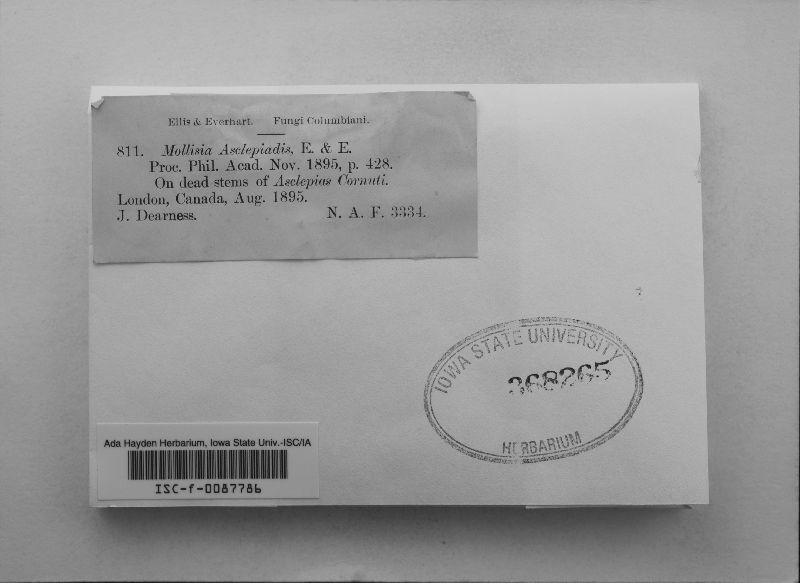 Ellis & Everhart. Fungi Columbiani.
811. Mollisia Asclepiadis, E. & E.
Proc. Phil. Acad. Nov. 1895, p. 428.
On dead stems of Asclepias Cornuti.
London, Canada, Aug. 1895.
J. Dearness. N. A. F. 3334.
IOWA STATE UNIVERSITY
368265
HERBARIUM
Ada Hayden Herbarium, Iowa State Univ.-ISC/IA
ISC-f-0087786